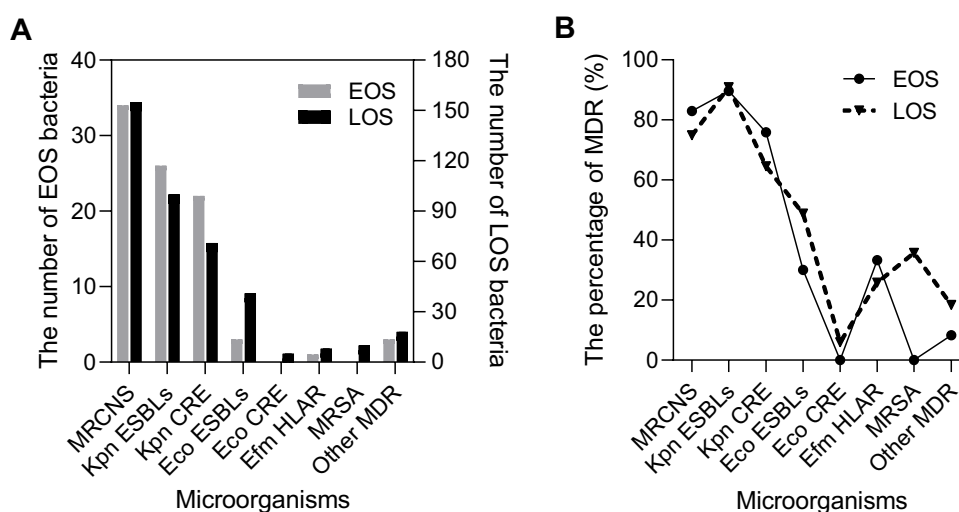 A
The number of EOS bacteria
40
30
20
10
0
EOS
LOS
180
150
120
90
60
30
0
The number of LOS bacteria
MRCNS
Kpn ESBLs
Kpn CRE
Eco ESBLs
Eco CRE
Efm HLAR
MRSA
Other MDR
Microorganisms
B
The percentage of MDR (%)
100
80
60
40
20
0
EOS
LOS
MRCNS
Kpn ESBLs
Kpn CRE
Eco ESBLs
Eco CRE
Efm HLAR
MRSA
Other MDR
Microorganisms